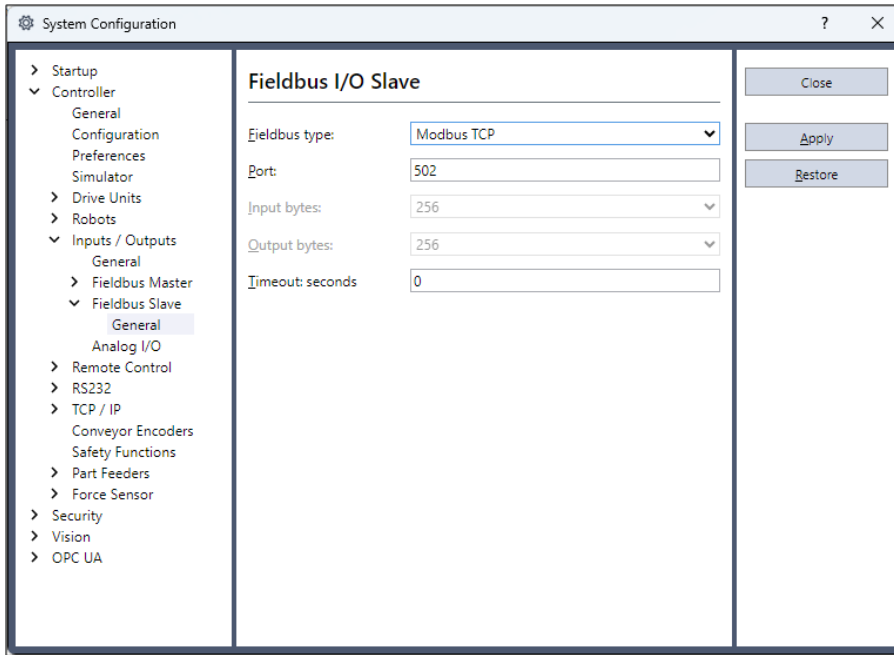 System Configuration
?
Startup
Controller
General
Configuration
Preferences
Simulator
Drive Units
Robots
Inputs / Outputs
General
Fieldbus Master
Fieldbus Slave
General
Analog I/O
Remote Control
RS232
TCP / IP
Conveyor Encoders
Safety Functions
Part Feeders
Force Sensor
Security
Vision
OPC UA
Fieldbus I/O Slave
Fieldbus type: Modbus TCP
Port: 502
Input bytes: 256
Output bytes: 256
Timeout: seconds 0
Close
Apply
Restore